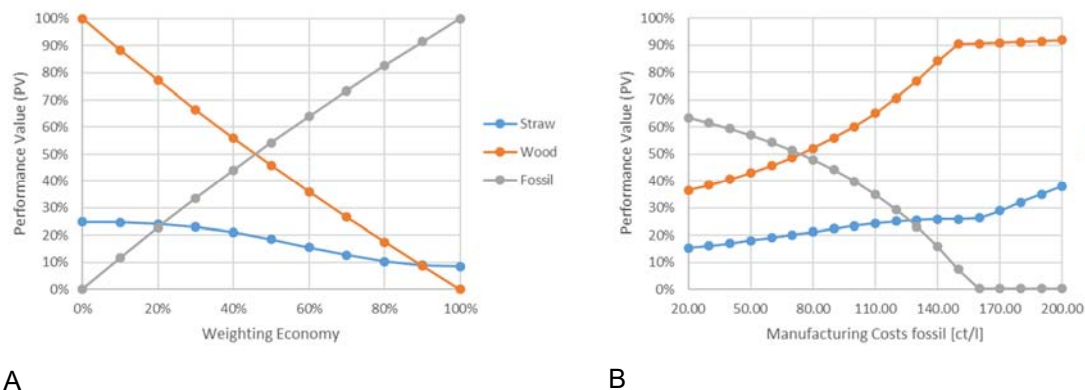 100%
90%
80%
70%
60%
50%
40%
30%
20%
10%
0%
Performance Value (PV)
0% 20% 40% 60% 80% 100%
Weighting Economy
Straw
Wood
Fossil
A
100%
90%
80%
70%
60%
50%
40%
30%
20%
10%
0%
Performance Value (PV)
20.00 50.00 80.00 110.00 140.00 170.00 200.00
Manufacturing Costs fossil [ct/l]
B